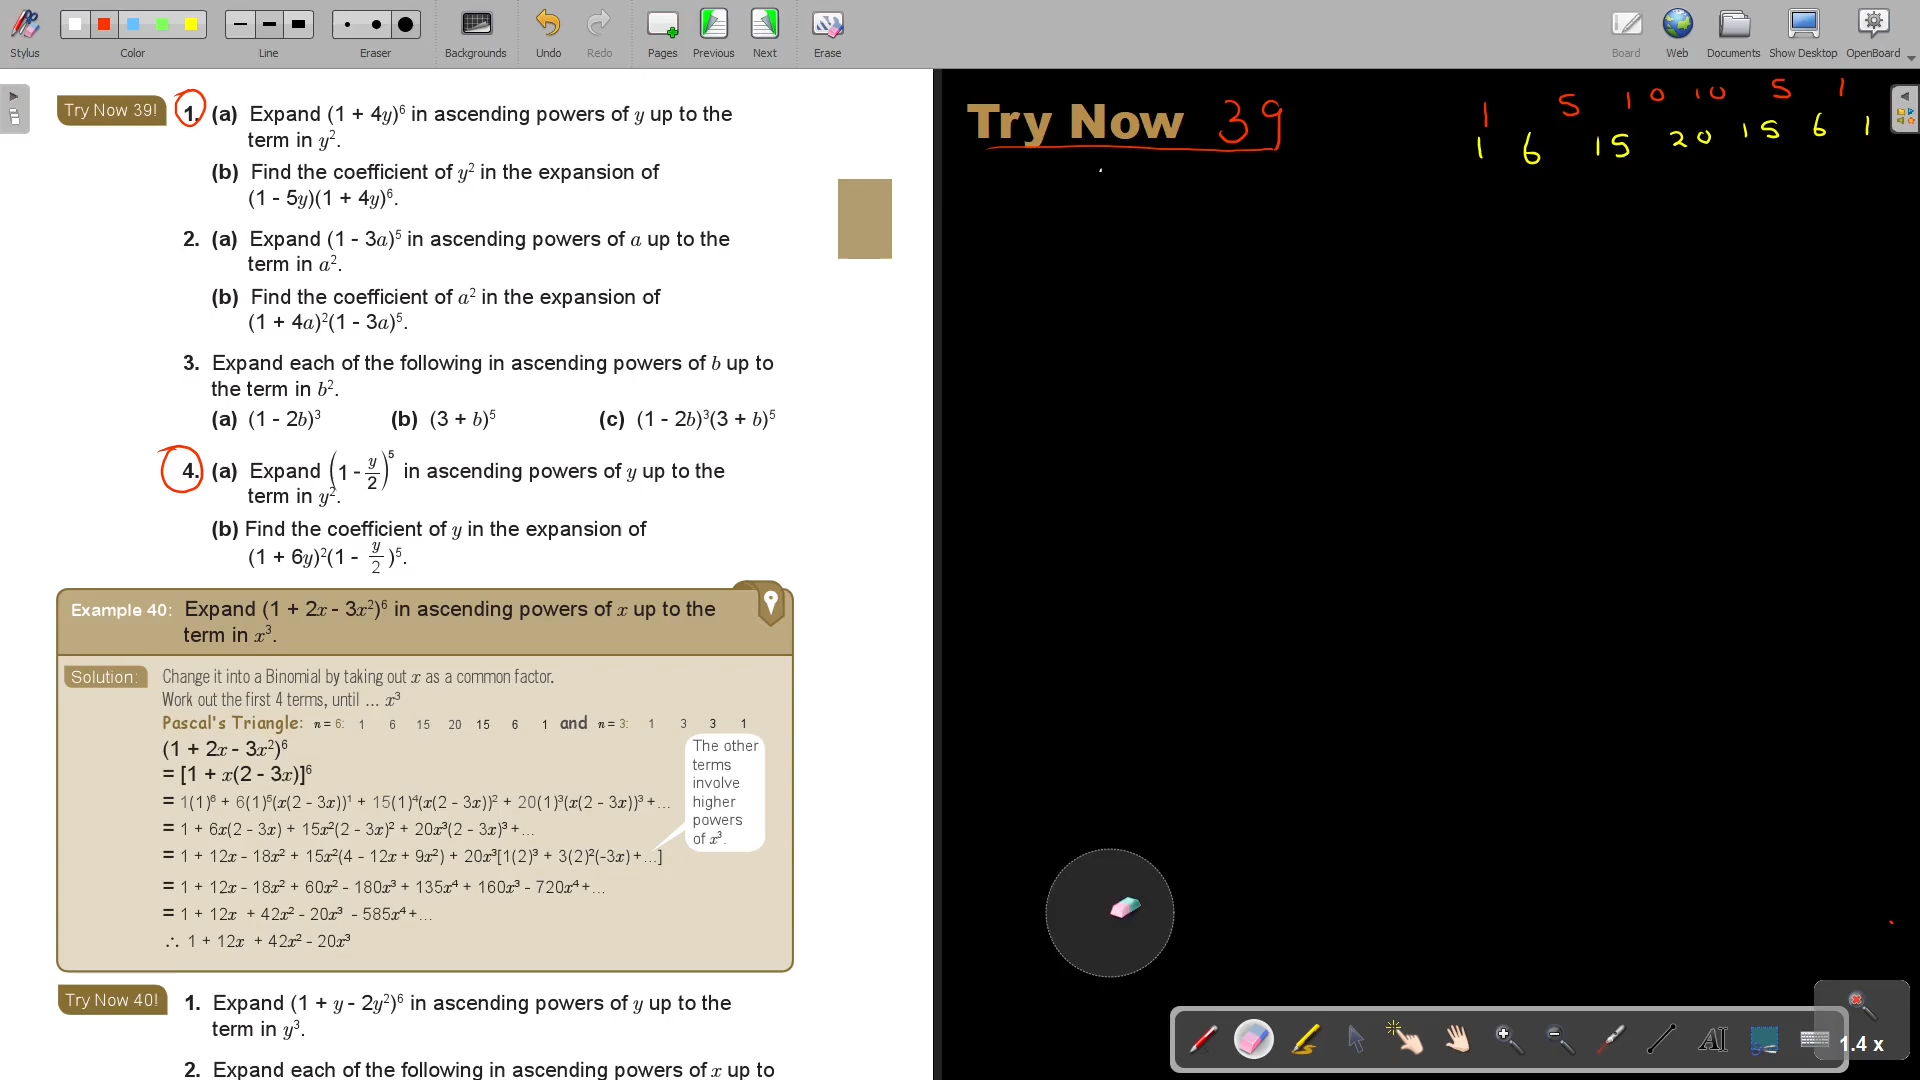 Stylus Color Line Eraser Backgrounds Undo Redo Pages Previous Next Erase Board Web Documents Show Desktop OpenBoard
Try Now 39!
1. (a) Expand (1 + 4y)⁶ in ascending powers of y up to the
term in y².
(b) Find the coefficient of y² in the expansion of
(1 - 5y)(1 + 4y)⁶.
2. (a) Expand (1 - 3a)⁵ in ascending powers of a up to the
term in a².
(b) Find the coefficient of a² in the expansion of
(1 + 4a)²(1 - 3a)⁵.
3. Expand each of the following in ascending powers of b up to
the term in b².
(a) (1 - 2b)³ (b) (3 + b)⁵ (c) (1 - 2b)³(3 + b)⁵
4. (a) Expand (1 - y/2)⁵ in ascending powers of y up to the
term in y².
(b) Find the coefficient of y in the expansion of
(1 + 6y)²(1 - y/2)⁵.
Example 40: Expand (1 + 2x - 3x²)⁶ in ascending powers of x up to the
term in x³.
Solution: Change it into a Binomial by taking out x as a common factor.
Work out the first 4 terms, until ... x³
Pascal's Triangle: n = 6: 1 6 15 20 15 6 1 and n = 3: 1 3 3 1
(1 + 2x - 3x²)⁶
= [1 + x(2 - 3x)]⁶
= 1(1)⁶ + 6(1)⁵(x(2 - 3x))¹ + 15(1)⁴(x(2 - 3x))² + 20(1)³(x(2 - 3x))³ +...
= 1 + 6x(2 - 3x) + 15x²(2 - 3x)² + 20x³(2 - 3x)³ +...
= 1 + 12x - 18x² + 15x²(4 - 12x + 9x²) + 20x³[1(2)³ + 3(2)²(-3x) +...]
= 1 + 12x - 18x² + 60x² - 180x³ + 135x⁴ + 160x³ - 720x⁴ +...
= 1 + 12x + 42x² - 20x³ - 585x⁴ +...
∴ 1 + 12x + 42x² - 20x³
The other
terms
involve
higher
powers
of x³.
Try Now 40!
1. Expand (1 + y - 2y²)⁶ in ascending powers of y up to the
term in y³.
2. Expand each of the following in ascending powers of x up to
Try Now 39
1 5 10 10 5 1
1 6 15 20 15 6 1
1.4 x